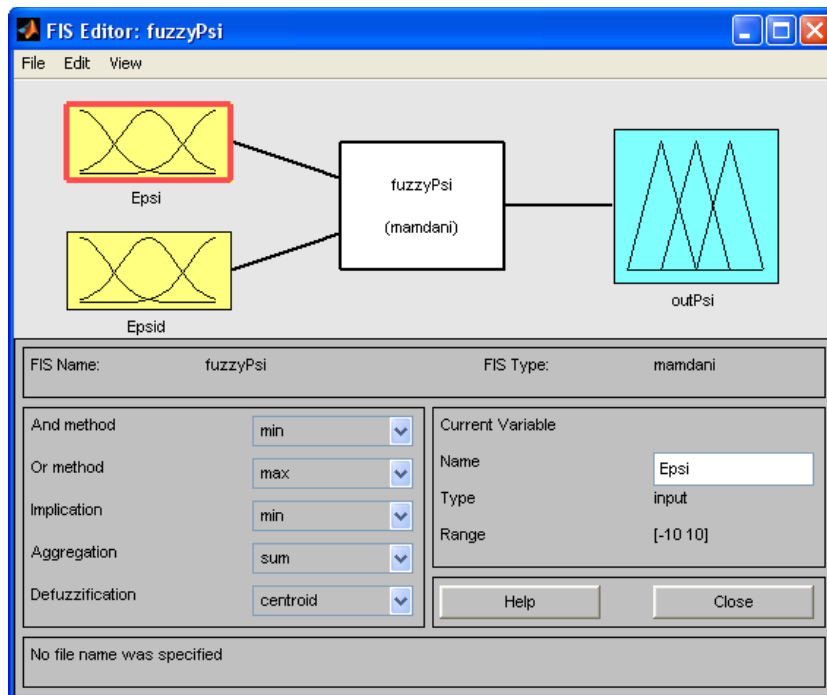 FIS Editor: fuzzyPsi
File Edit View
Epsi
fuzzyPsi
(mamdani)
Epsid
outPsi
FIS Name: fuzzyPsi FIS Type: mamdani
And method min
Or method max
Implication min
Aggregation sum
Defuzzification centroid
Current Variable
Name Epsi
Type input
Range [-10 10]
Help Close
No file name was specified